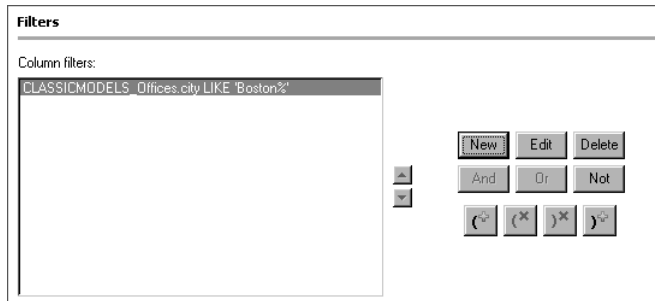 Filters
Column filters:
CLASSICMODELS_Offices.city LIKE 'Boston%'
New Edit Delete
And Or Not
( ( ) )